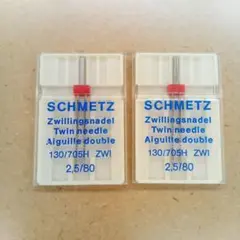 SCHMETZ
Zwillingsnadel
Twin needle
Aiguille double
130/705H ZWI
2,5/80
SCHMETZ
Zwillingsnadel
Twin needle
Aiguille double
130/705H ZWI
2,5/80